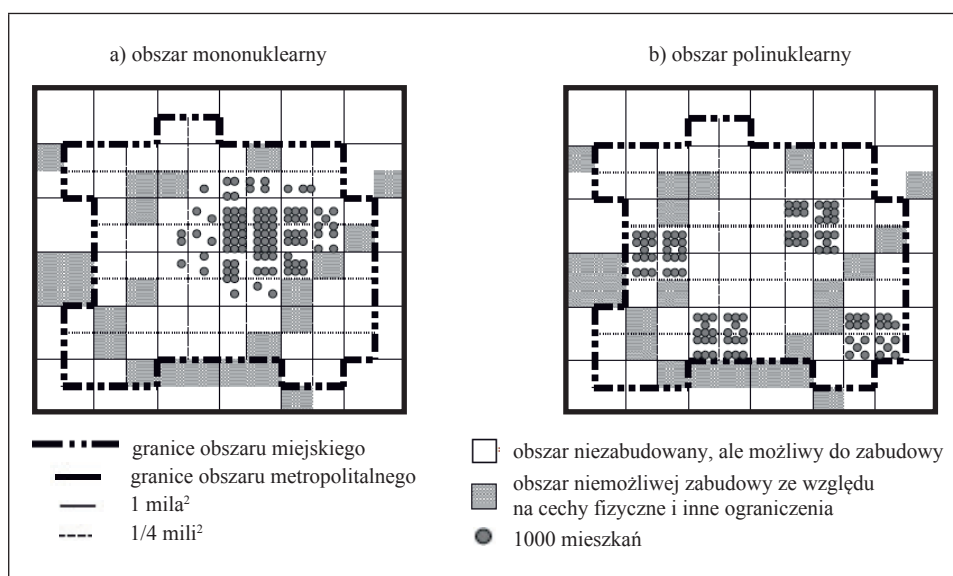 a) obszar mononuklearny
b) obszar polinuklearny
granice obszaru miejskiego
granice obszaru metropolitalnego
1 mila²
1/4 mili²
obszar niezabudowany, ale możliwy do zabudowy
obszar niemożliwej zabudowy ze względu
na cechy fizyczne i inne ograniczenia
1000 mieszkań